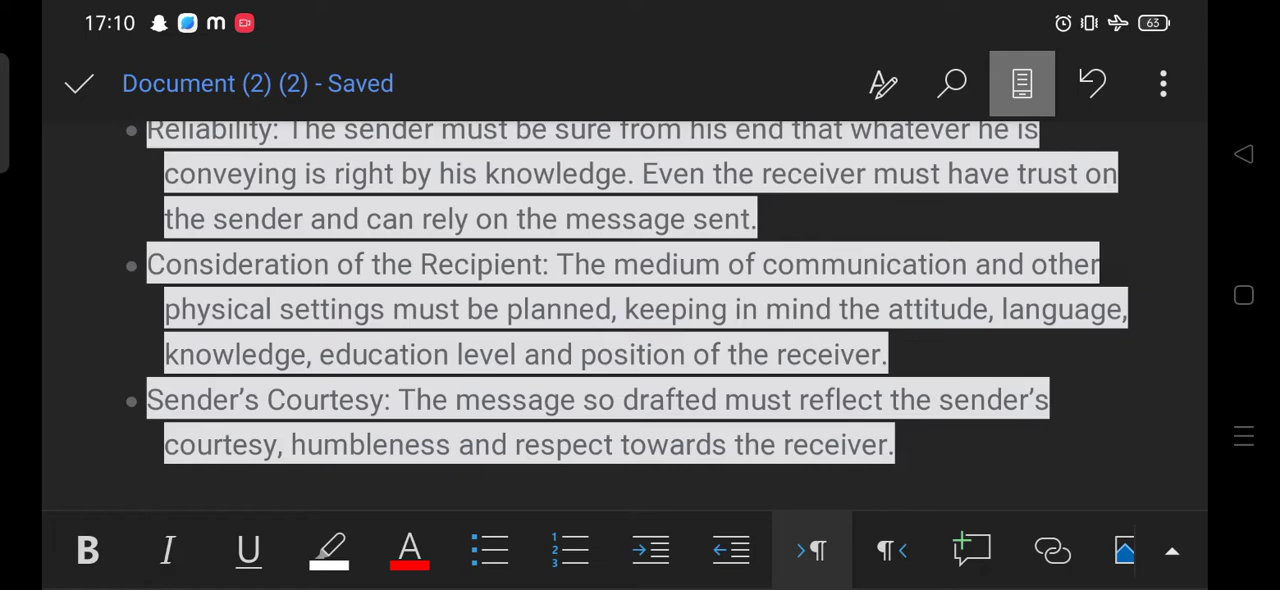 17:10 m 63
Document (2) (2) - Saved
Reliability: The sender must be sure from his end that whatever he is
conveying is right by his knowledge. Even the receiver must have trust on
the sender and can rely on the message sent.
Consideration of the Recipient: The medium of communication and other
physical settings must be planned, keeping in mind the attitude, language,
knowledge, education level and position of the receiver.
Sender’s Courtesy: The message so drafted must reflect the sender’s
courtesy, humbleness and respect towards the receiver.
B I U A 1 2 3 >¶ ¶<